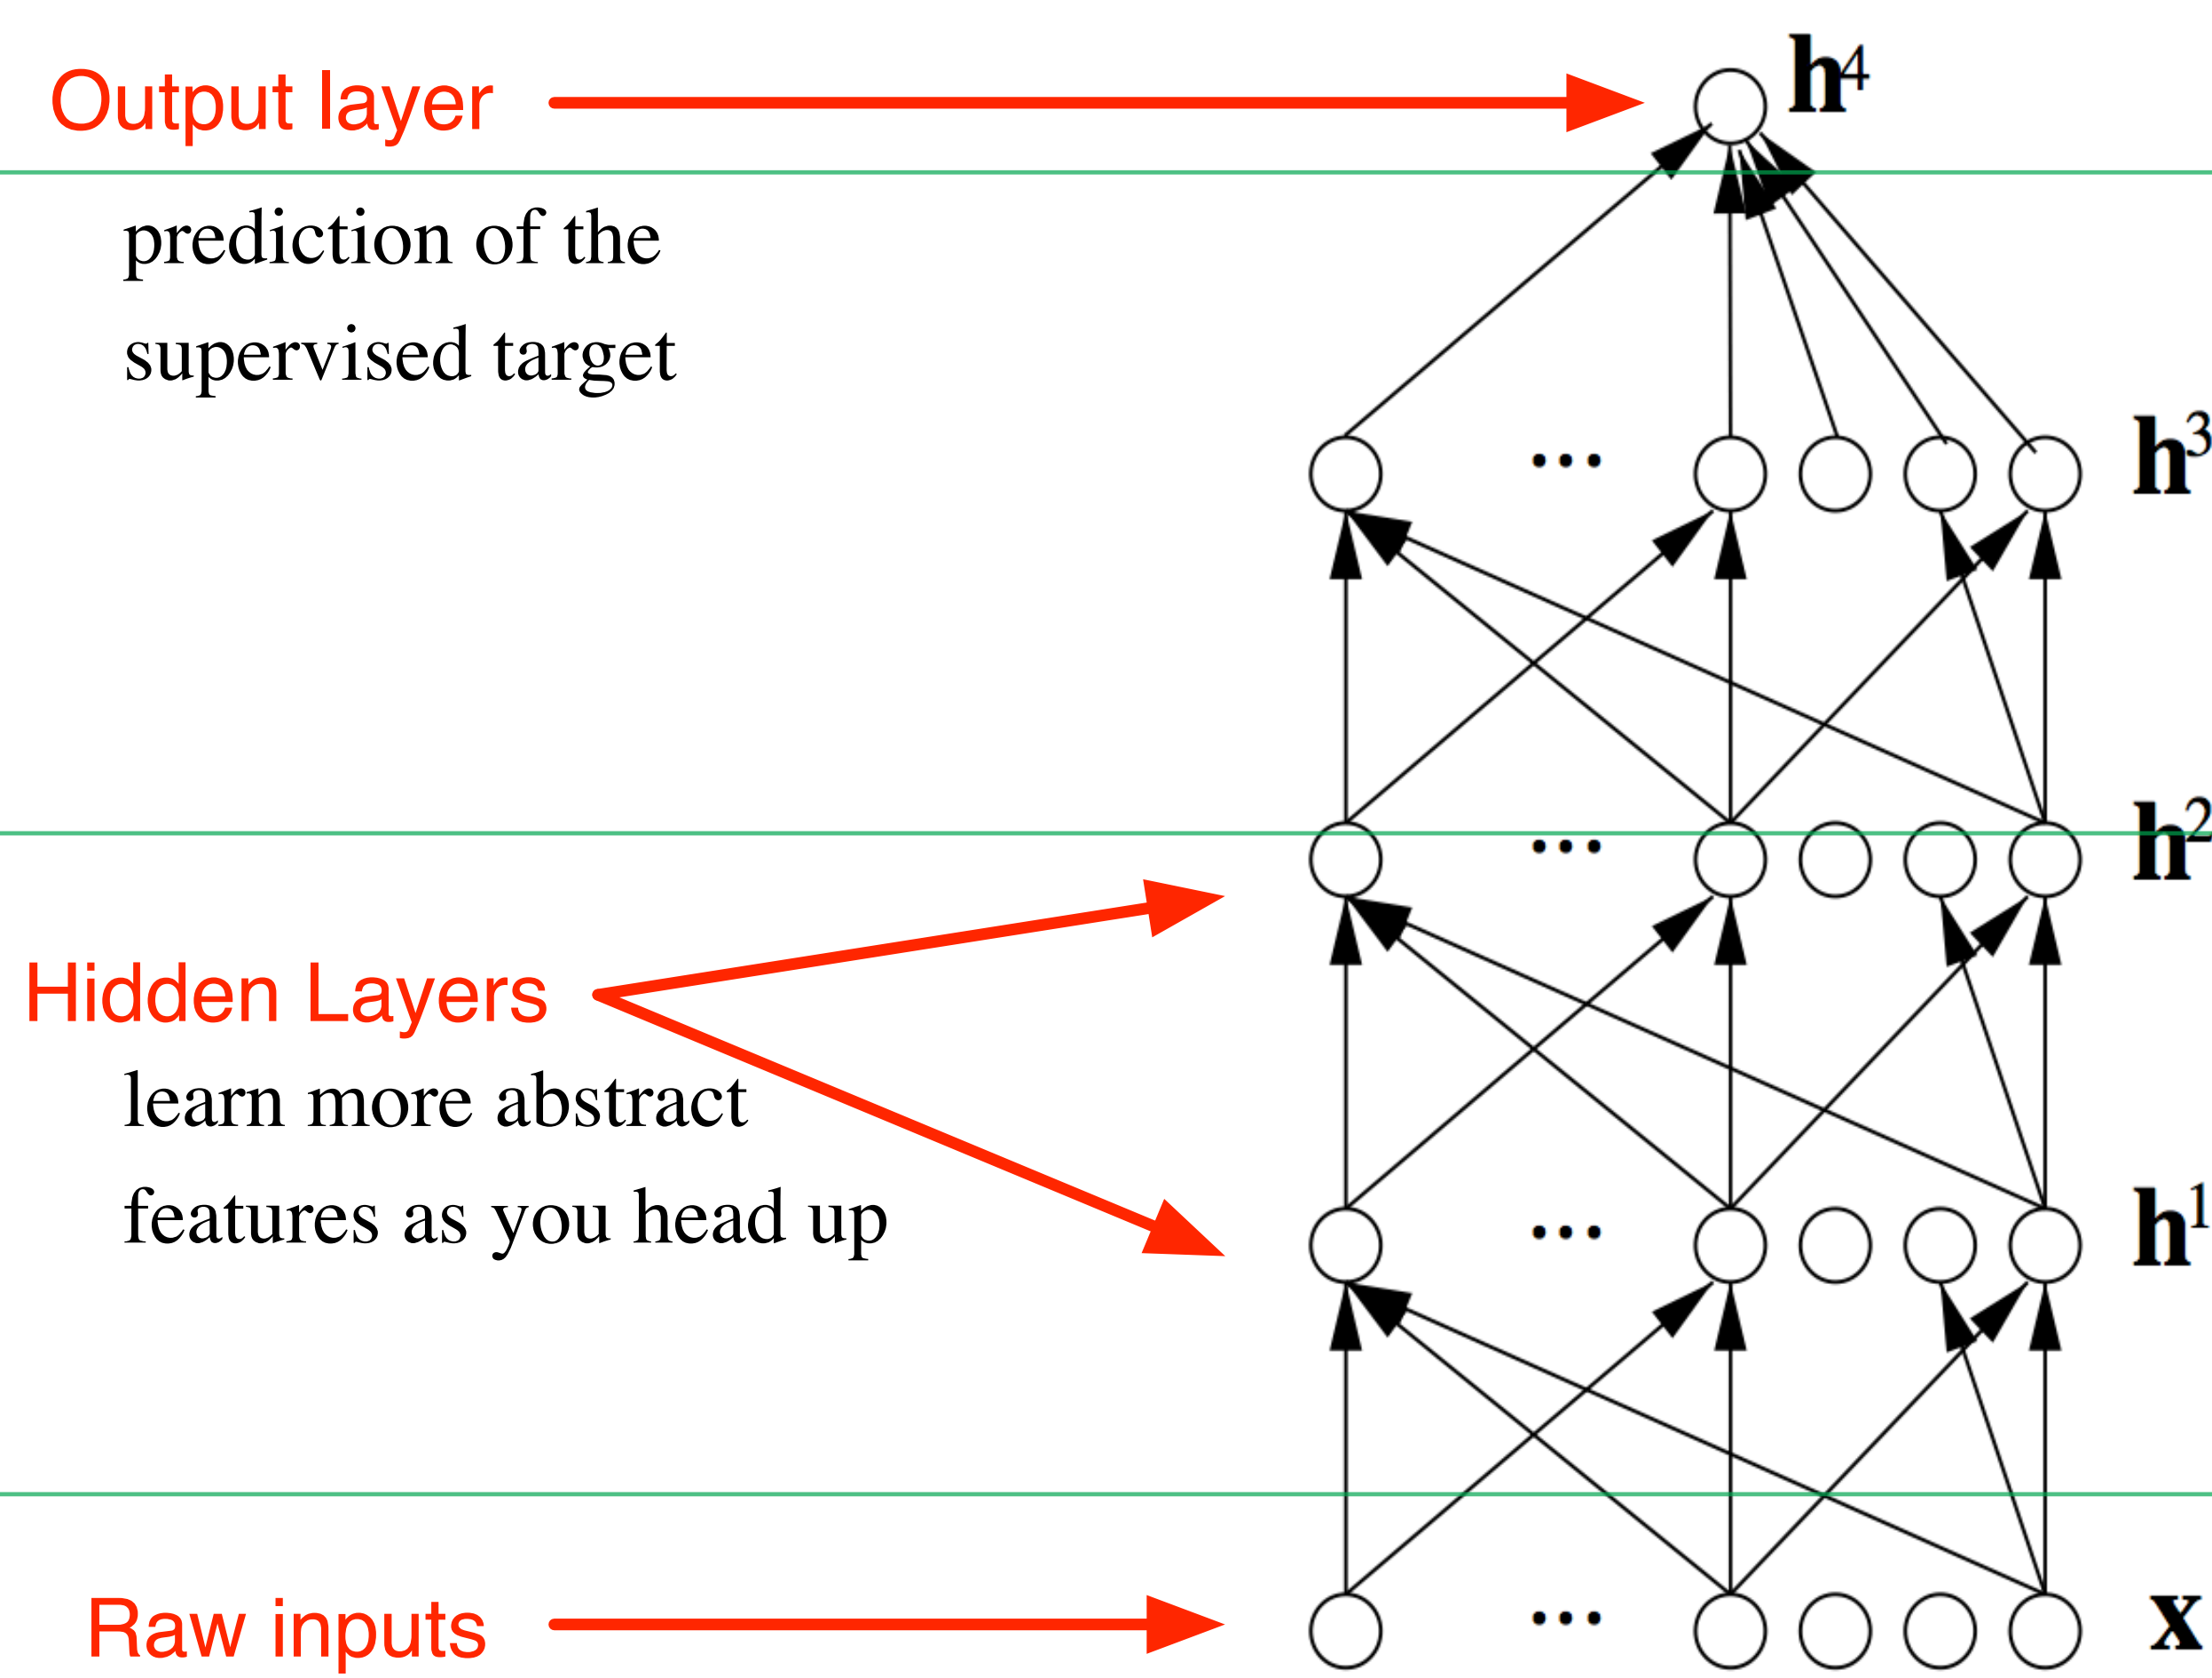 Output layer
h4
prediction of the
supervised target
... h3
... h2
Hidden Layers
learn more abstract
features as you head up
... h1
Raw inputs
... x